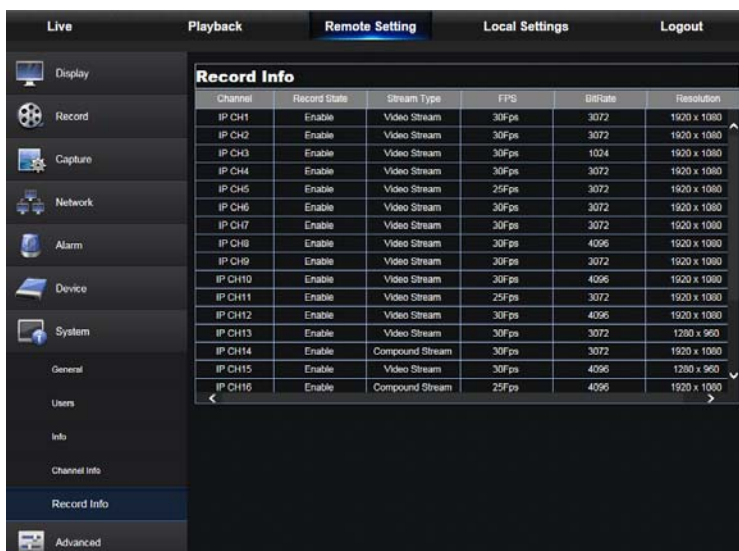 Live Playback Remote Setting Local Settings Logout
Display
Record
Capture
Network
Alarm
Device
System
General
Users
Info
Channel Info
Record Info
Advanced
Record Info
Channel Record State Stream Type FPS BitRate Resolution
IP CH1 Enable Video Stream 30Fps 3072 1920 x 1080
IP CH2 Enable Video Stream 30Fps 3072 1920 x 1080
IP CH3 Enable Video Stream 30Fps 1024 1920 x 1080
IP CH4 Enable Video Stream 30Fps 3072 1920 x 1080
IP CH5 Enable Video Stream 25Fps 3072 1920 x 1080
IP CH6 Enable Video Stream 30Fps 3072 1920 x 1080
IP CH7 Enable Video Stream 30Fps 3072 1920 x 1080
IP CH8 Enable Video Stream 30Fps 4096 1920 x 1080
IP CH9 Enable Video Stream 30Fps 3072 1920 x 1080
IP CH10 Enable Video Stream 30Fps 4096 1920 x 1080
IP CH11 Enable Video Stream 25Fps 3072 1920 x 1080
IP CH12 Enable Video Stream 30Fps 4096 1920 x 1080
IP CH13 Enable Video Stream 30Fps 3072 1280 x 960
IP CH14 Enable Compound Stream 30Fps 3072 1920 x 1080
IP CH15 Enable Video Stream 30Fps 4096 1280 x 960
IP CH16 Enable Compound Stream 25Fps 4096 1920 x 1080